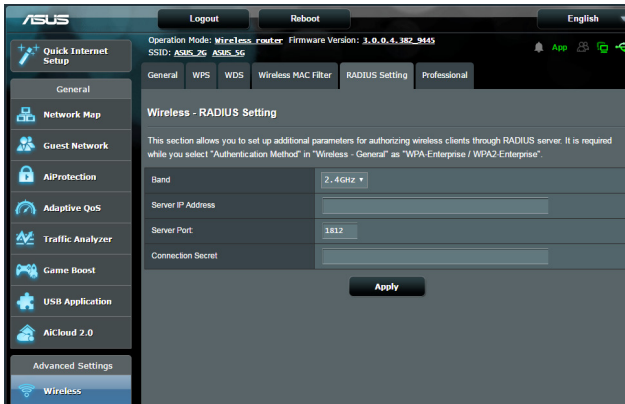 ASUS
Logout
Reboot
English
Operation Mode: Wireless router Firmware Version: 3.0.0.4.382_9445
SSID: ASUS_2G ASUS_5G
App
Quick Internet
Setup
General
WPS
WDS
Wireless MAC Filter
RADIUS Setting
Professional
General
Network Map
Guest Network
AiProtection
Adaptive QoS
Traffic Analyzer
Game Boost
USB Application
AiCloud 2.0
Advanced Settings
Wireless
Wireless - RADIUS Setting
This section allows you to set up additional parameters for authorizing wireless clients through RADIUS server. It is required
while you select "Authentication Method" in "Wireless - General" as "WPA-Enterprise / WPA2-Enterprise".
Band
2.4GHz
Server IP Address
Server Port:
1812
Connection Secret
Apply